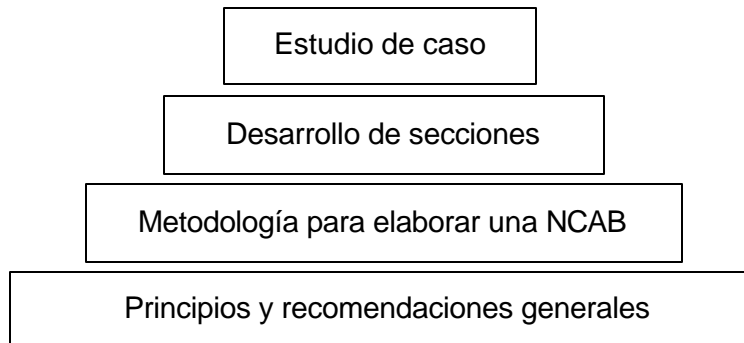 Estudio de caso
Desarrollo de secciones
Metodología para elaborar una NCAB
Principios y recomendaciones generales